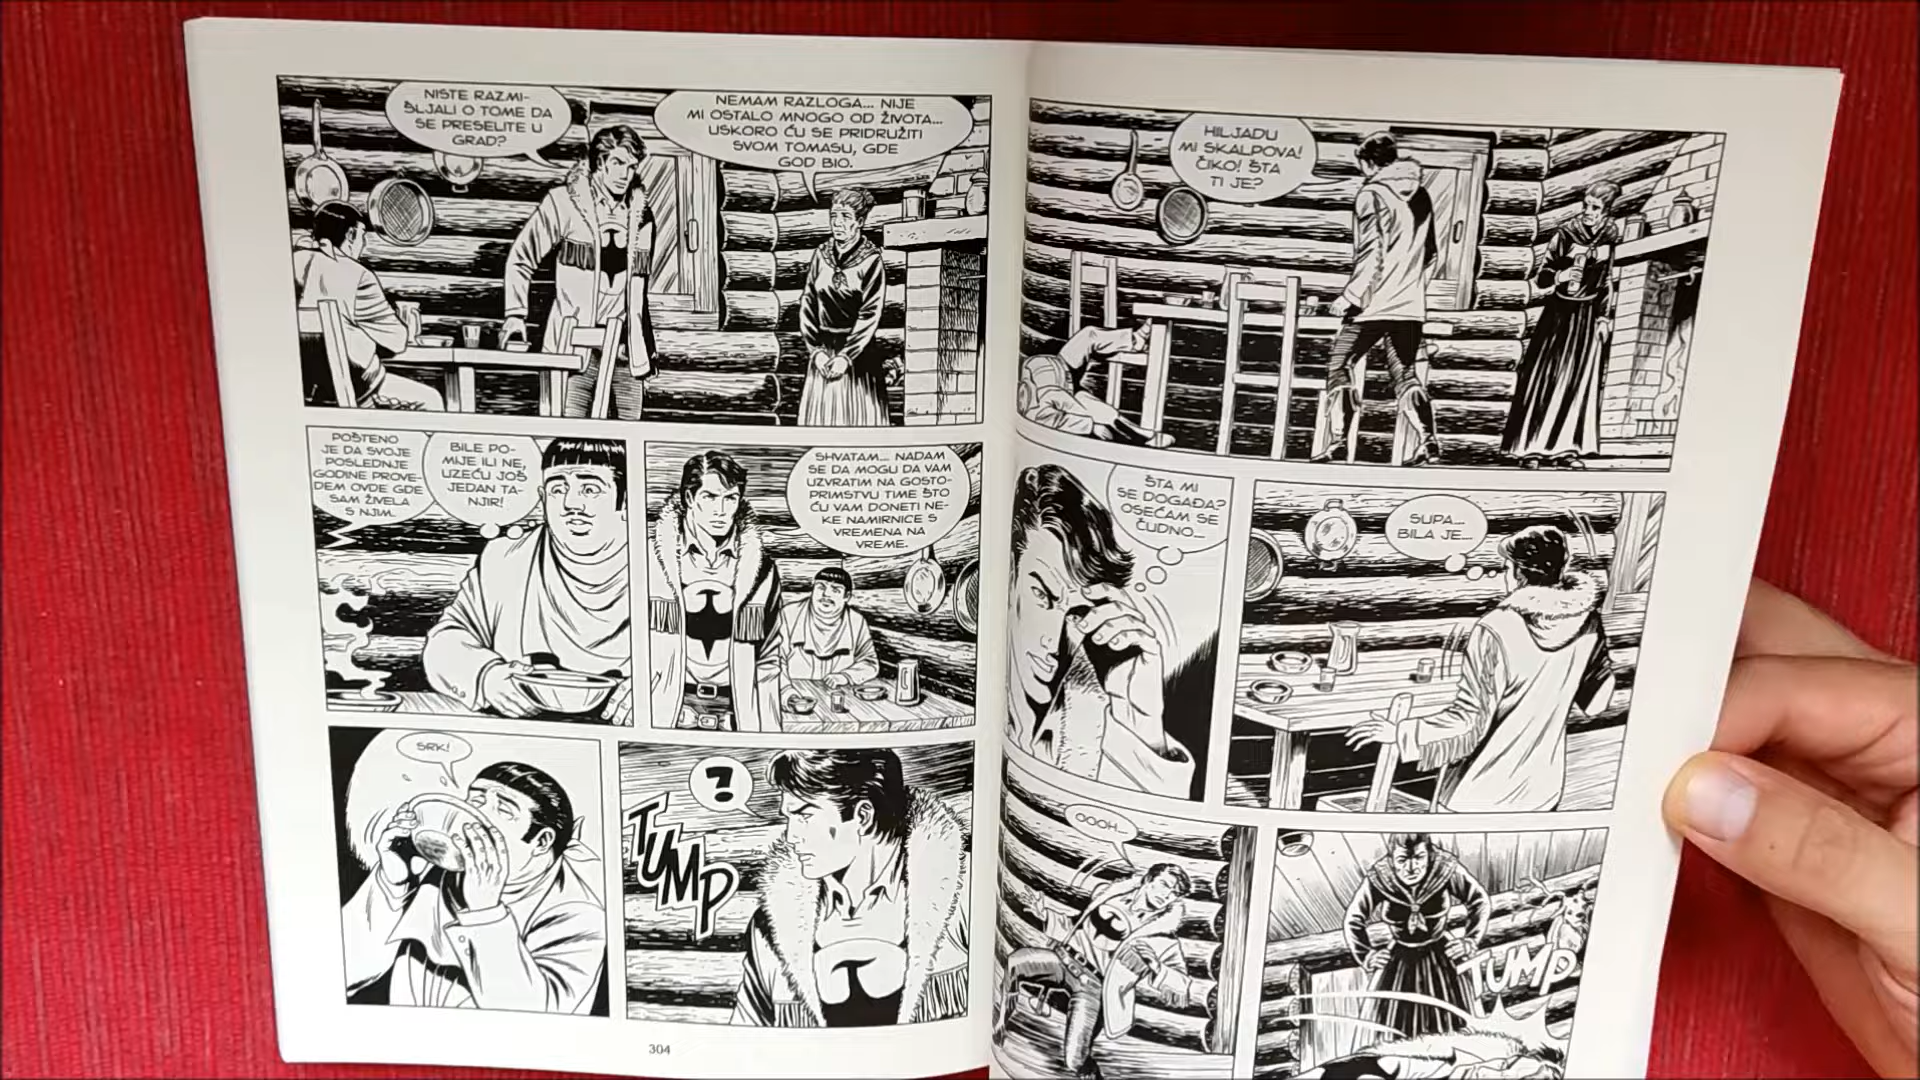 NISTE RAZMI-
ŠLJALI O TOME DA
SE PRESELITE U
GRAD?
NEMAM RAZLOGA... NIJE
MI OSTALO MNOGO OD ŽIVOTA...
USKORO ĆU SE PRIDRUŽITI
SVOM TOMASU, GDE
GOD BIO.
POŠTENO
JE DA SVOJE
POSLEDNJE
GODINE PROVE-
DEM OVDE GDE
SAM ŽIVELA
S NJIM.
BILE PO-
MIJE ILI NE,
UZEĆU JOŠ
JEDAN TA-
NJIR!
SHVATAM... NADAM
SE DA MOGU DA VAM
UZVRATIM NA GOSTO-
PRIMSTVU TIME ŠTO
ĆU VAM DONETI NE-
KE NAMIRNICE S
VREMENA NA
VREME.
SRK!
?
TUMP
304
HILJADU
MI SKALPOVA!
ČIKO! ŠTA
TI JE?
ŠTA MI
SE DOGAĐA?
OSEĆAM SE
ČUDNO...
SUPA...
BILA JE...
OOOH...
TUMP